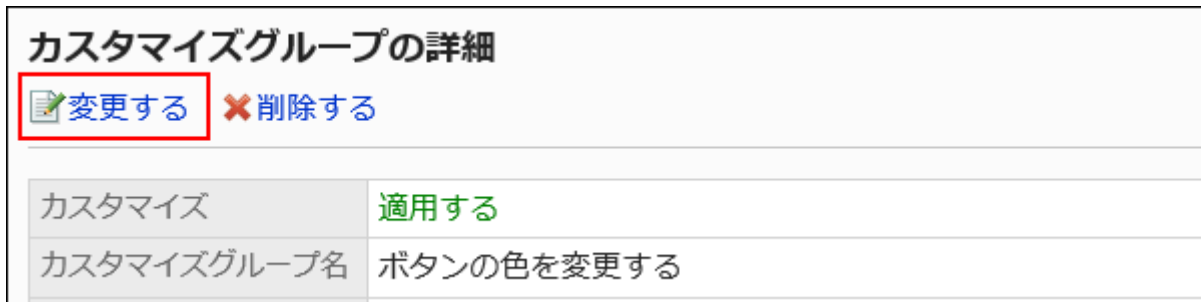 カスタマイズグループの詳細
変更する 削除する
カスタマイズ 適用する
カスタマイズグループ名 ボタンの色を変更する